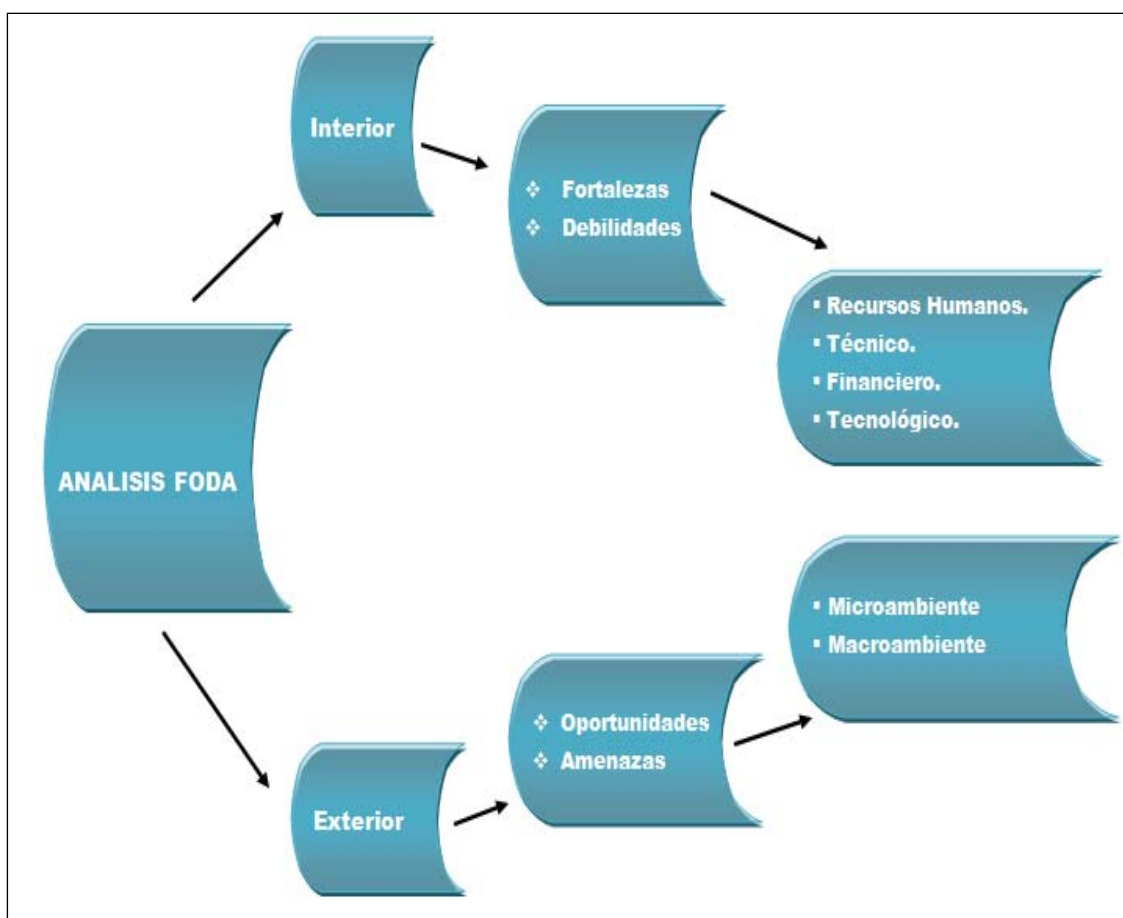 Interior
❖ Fortalezas
❖ Debilidades
▪ Recursos Humanos.
▪ Técnico.
▪ Financiero.
▪ Tecnológico.
ANALISIS FODA
▪ Microambiente
▪ Macroambiente
❖ Oportunidades
❖ Amenazas
Exterior